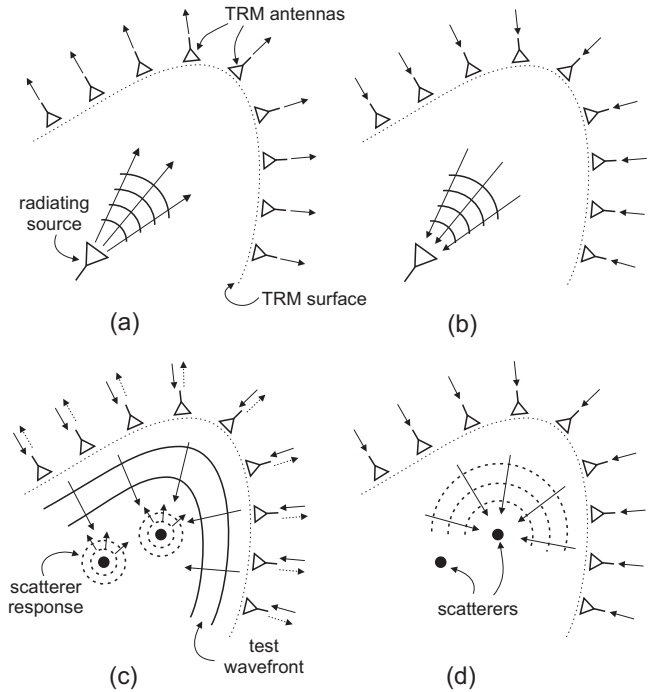 TRM antennas
radiating
source
TRM surface
(a)
(b)
scatterer
response
test
wavefront
scatterers
(c)
(d)